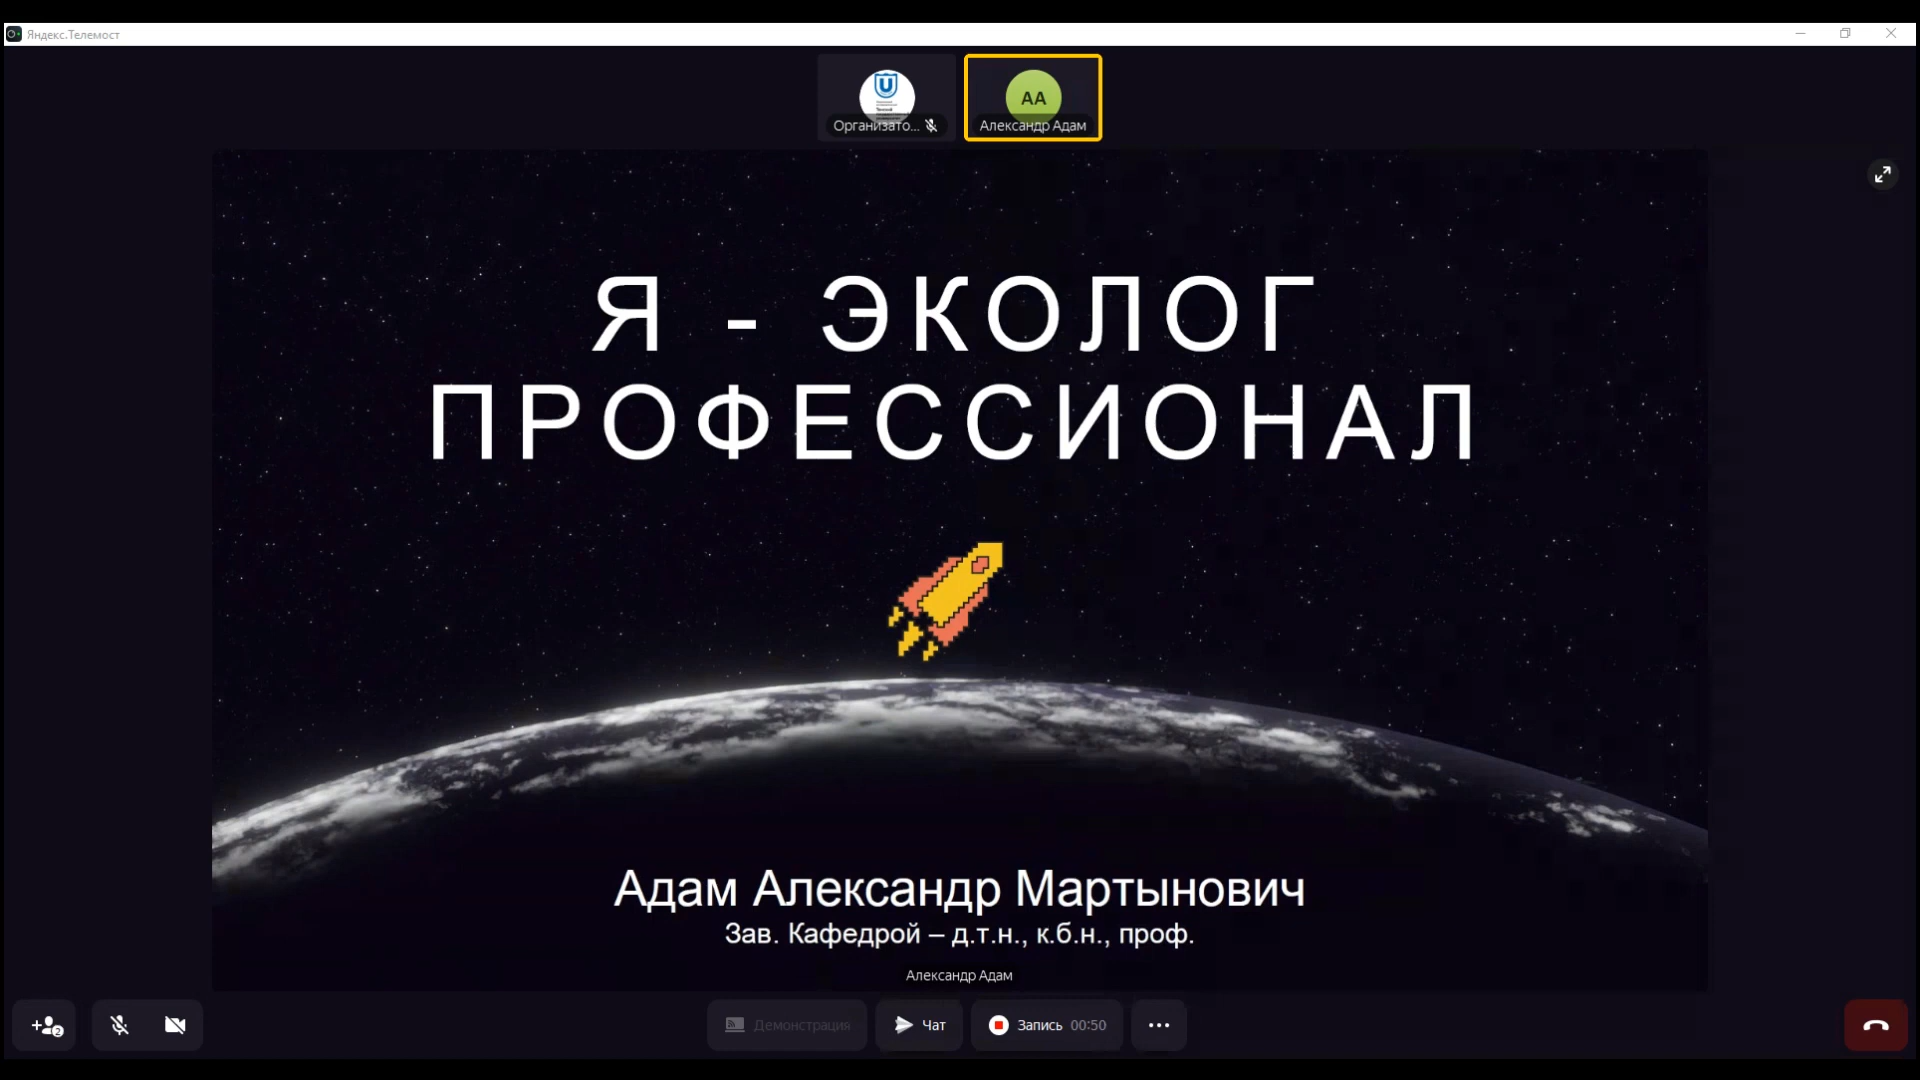 Яндекс.Телемост
Организато...
АА
Александр Адам
Я - ЭКОЛОГ
ПРОФЕССИОНАЛ
Адам Александр Мартынович
Зав. Кафедрой – д.т.н., к.б.н., проф.
Александр Адам
2
Демонстрация
Чат
Запись 00:50